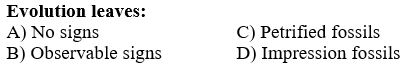 Evolution leaves:
A) No signs C) Petrified fossils
B) Observable signs D) Impression fossils